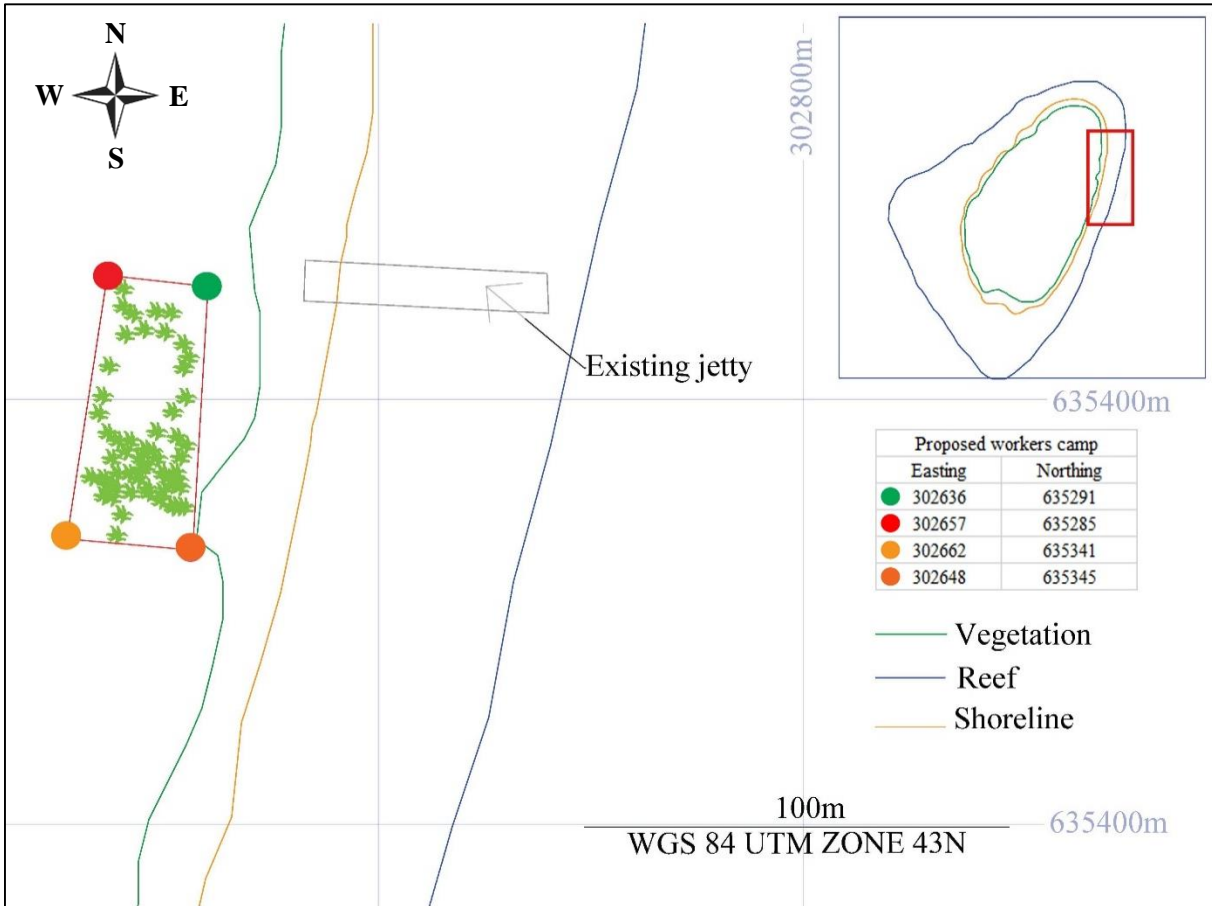 N
W E
S
302800m
Existing jetty
635400m
Proposed workers camp
Easting Northing
302636 635291
302657 635285
302662 635341
302648 635345
Vegetation
Reef
Shoreline
100m
635400m
WGS 84 UTM ZONE 43N